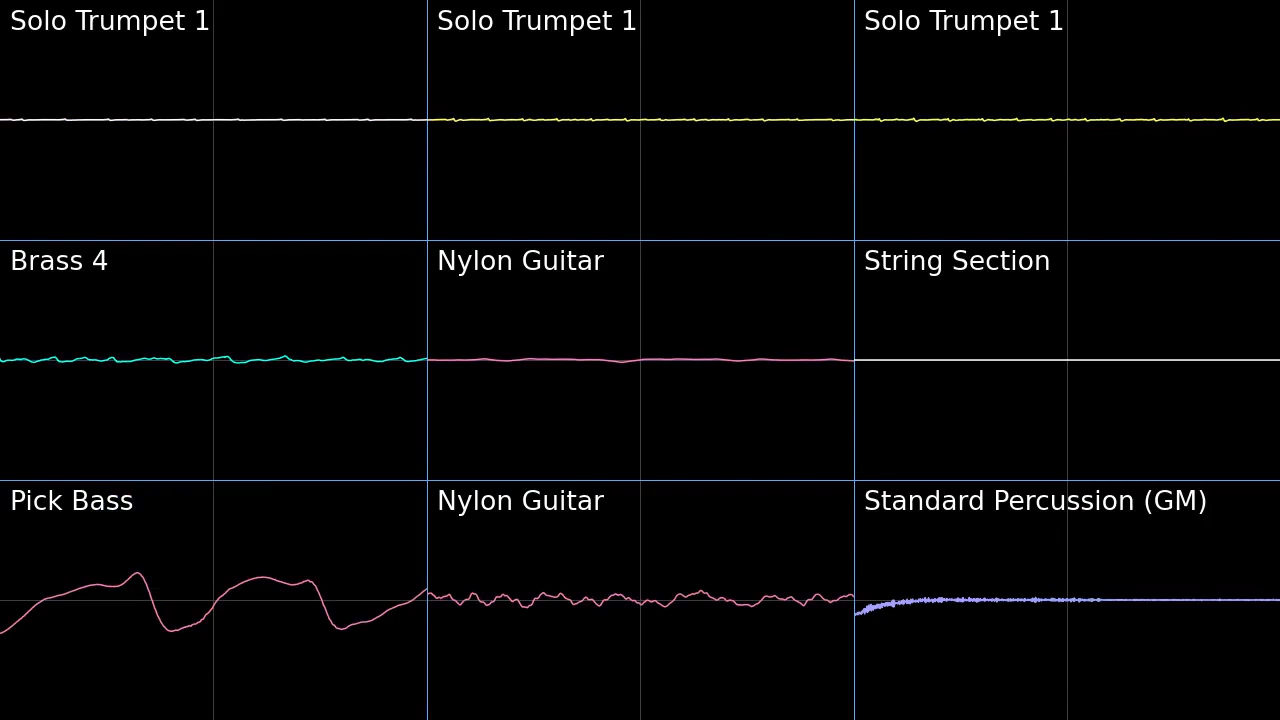 Solo Trumpet 1
Solo Trumpet 1
Solo Trumpet 1
Brass 4
Nylon Guitar
String Section
Pick Bass
Nylon Guitar
Standard Percussion (GM)